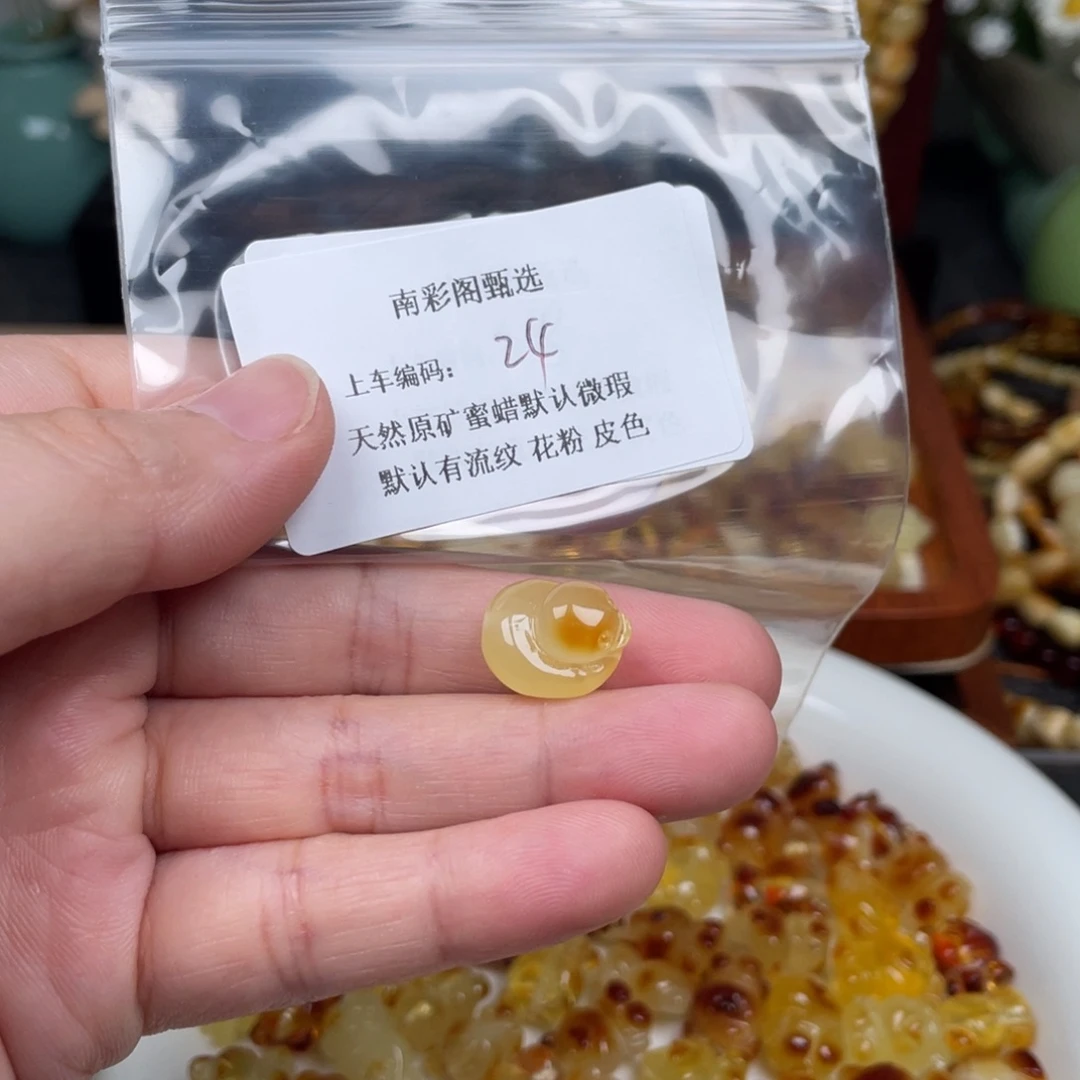 南彩阁甄选
上车编码： 24
天然原矿蜜蜡默认微瑕
默认有流纹 花粉 皮色